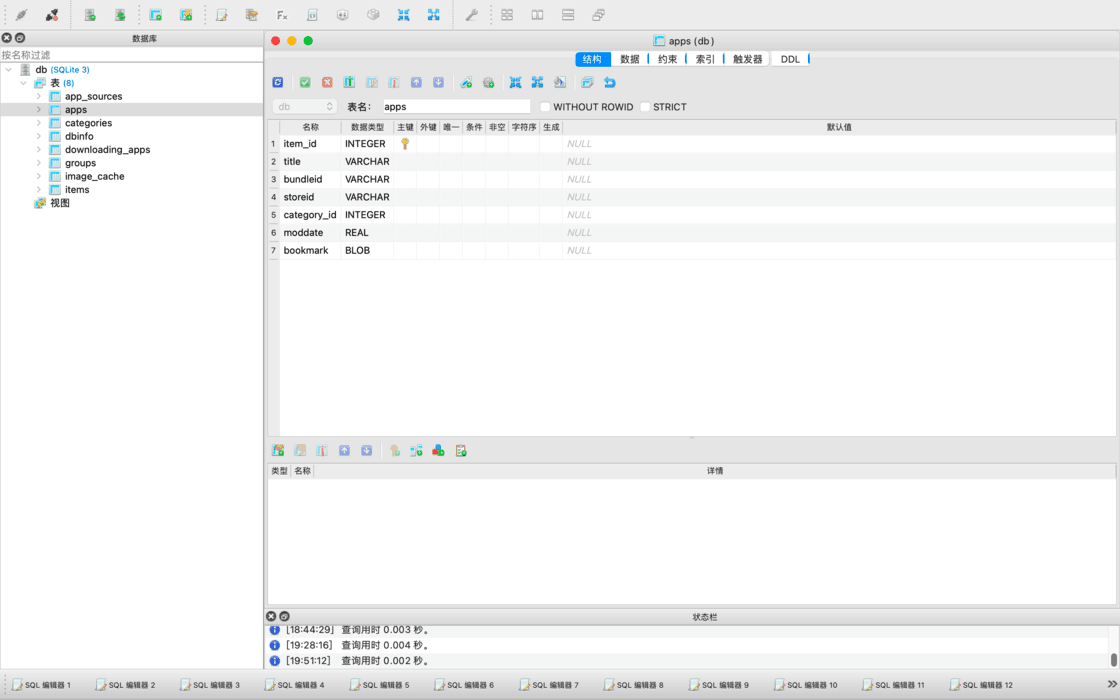 数据库
按名称过滤
db (SQLite 3)
表 (8)
app_sources
apps
categories
dbinfo
downloading_apps
groups
image_cache
items
视图
apps (db)
结构 数据 约束 索引 触发器 DDL
db 表名: apps WITHOUT ROWID STRICT
名称 数据类型 主键 外键 唯一 条件 非空 字符序 生成 默认值
1 item_id INTEGER NULL
2 title VARCHAR NULL
3 bundleid VARCHAR NULL
4 storeid VARCHAR NULL
5 category_id INTEGER NULL
6 moddate REAL NULL
7 bookmark BLOB NULL
类型 名称 详情
状态栏
[18:44:29] 查询用时 0.003 秒。
[19:28:16] 查询用时 0.004 秒。
[19:51:12] 查询用时 0.002 秒。
SQL 编辑器 1 SQL 编辑器 2 SQL 编辑器 3 SQL 编辑器 4 SQL 编辑器 5 SQL 编辑器 6 SQL 编辑器 7 SQL 编辑器 8 SQL 编辑器 9 SQL 编辑器 10 SQL 编辑器 11 SQL 编辑器 12